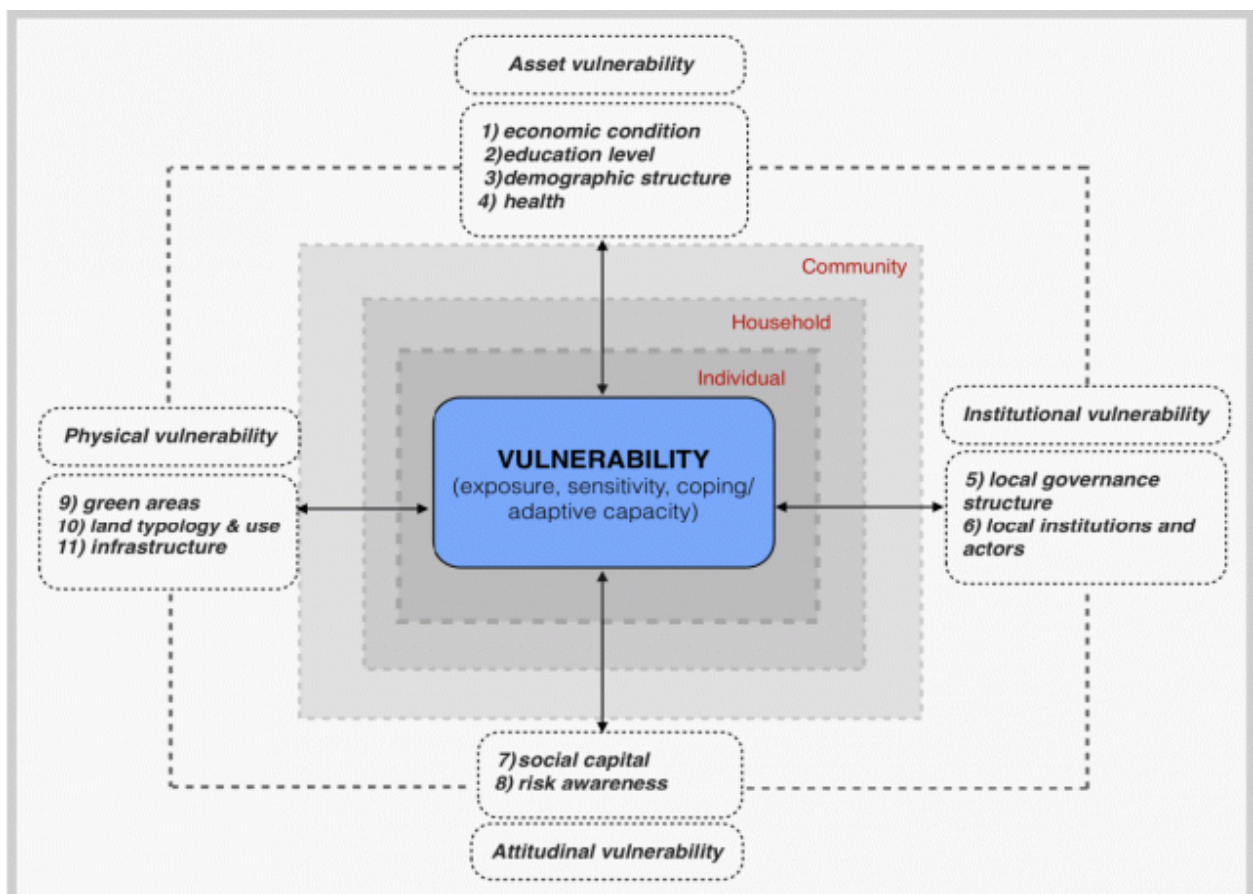 Asset vulnerability
1) economic condition
2) education level
3) demographic structure
4) health
Community
Household
Individual
Physical vulnerability
9) green areas
10) land typology & use
11) infrastructure
VULNERABILITY
(exposure, sensitivity, coping/
adaptive capacity)
Institutional vulnerability
5) local governance
structure
6) local institutions and
actors
7) social capital
8) risk awareness
Attitudinal vulnerability